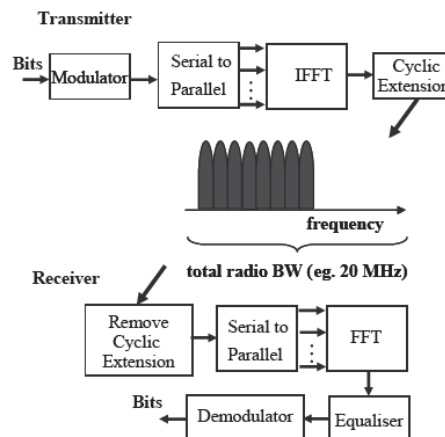 Transmitter
Bits
Modulator
Serial to
Parallel
IFFT
Cyclic
Extension
frequency
total radio BW (eg. 20 MHz)
Receiver
Remove
Cyclic
Extension
Serial to
Parallel
FFT
Bits
Demodulator
Equaliser